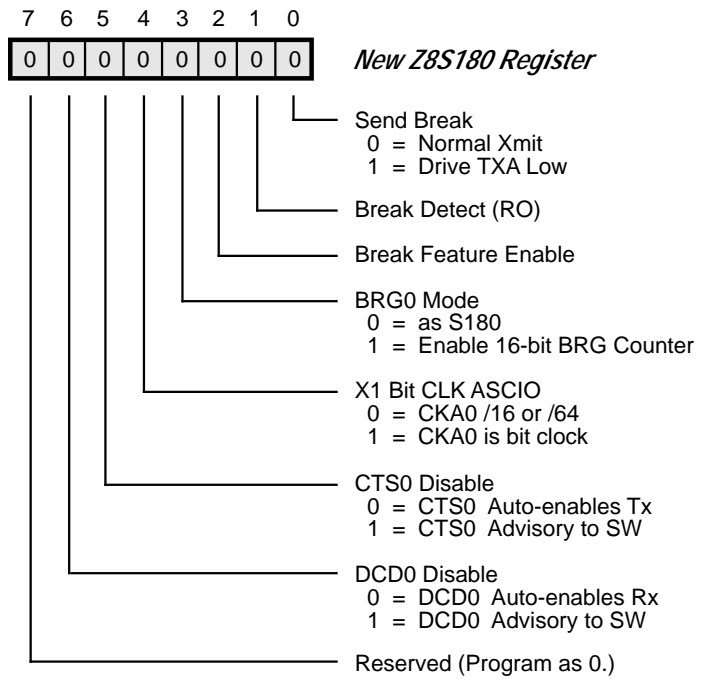 7 6 5 4 3 2 1 0
0 0 0 0 0 0 0 0 New Z8S180 Register
Send Break
0 = Normal Xmit
1 = Drive TXA Low
Break Detect (RO)
Break Feature Enable
BRG0 Mode
0 = as S180
1 = Enable 16-bit BRG Counter
X1 Bit CLK ASCIO
0 = CKA0 /16 or /64
1 = CKA0 is bit clock
CTS0 Disable
0 = CTS0 Auto-enables Tx
1 = CTS0 Advisory to SW
DCD0 Disable
0 = DCD0 Auto-enables Rx
1 = DCD0 Advisory to SW
Reserved (Program as 0.)